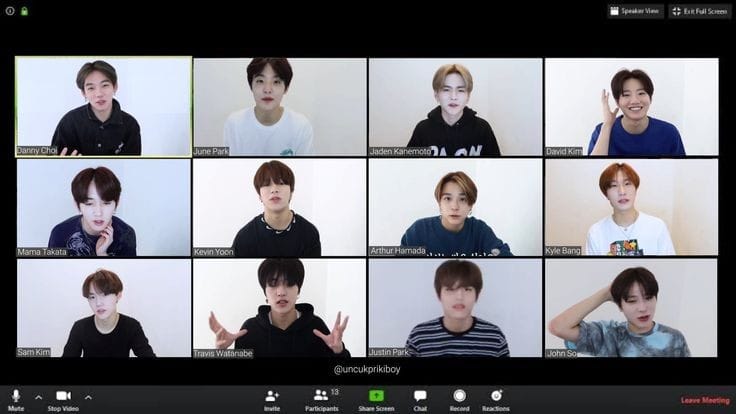 Speaker View
Exit Full Screen
Danny Choi
June Park
Jaden Kanemoto
David Kim
Mama Takata
Kevin Yoon
Arthur Hamada
Kyle Bang
Sam Kim
Travis Watanabe
Justin Park
John So
@uncukprikiboy
Mute
Stop Video
Invite
Participants
13
Share Screen
Chat
Record
Reactions
Leave Meeting